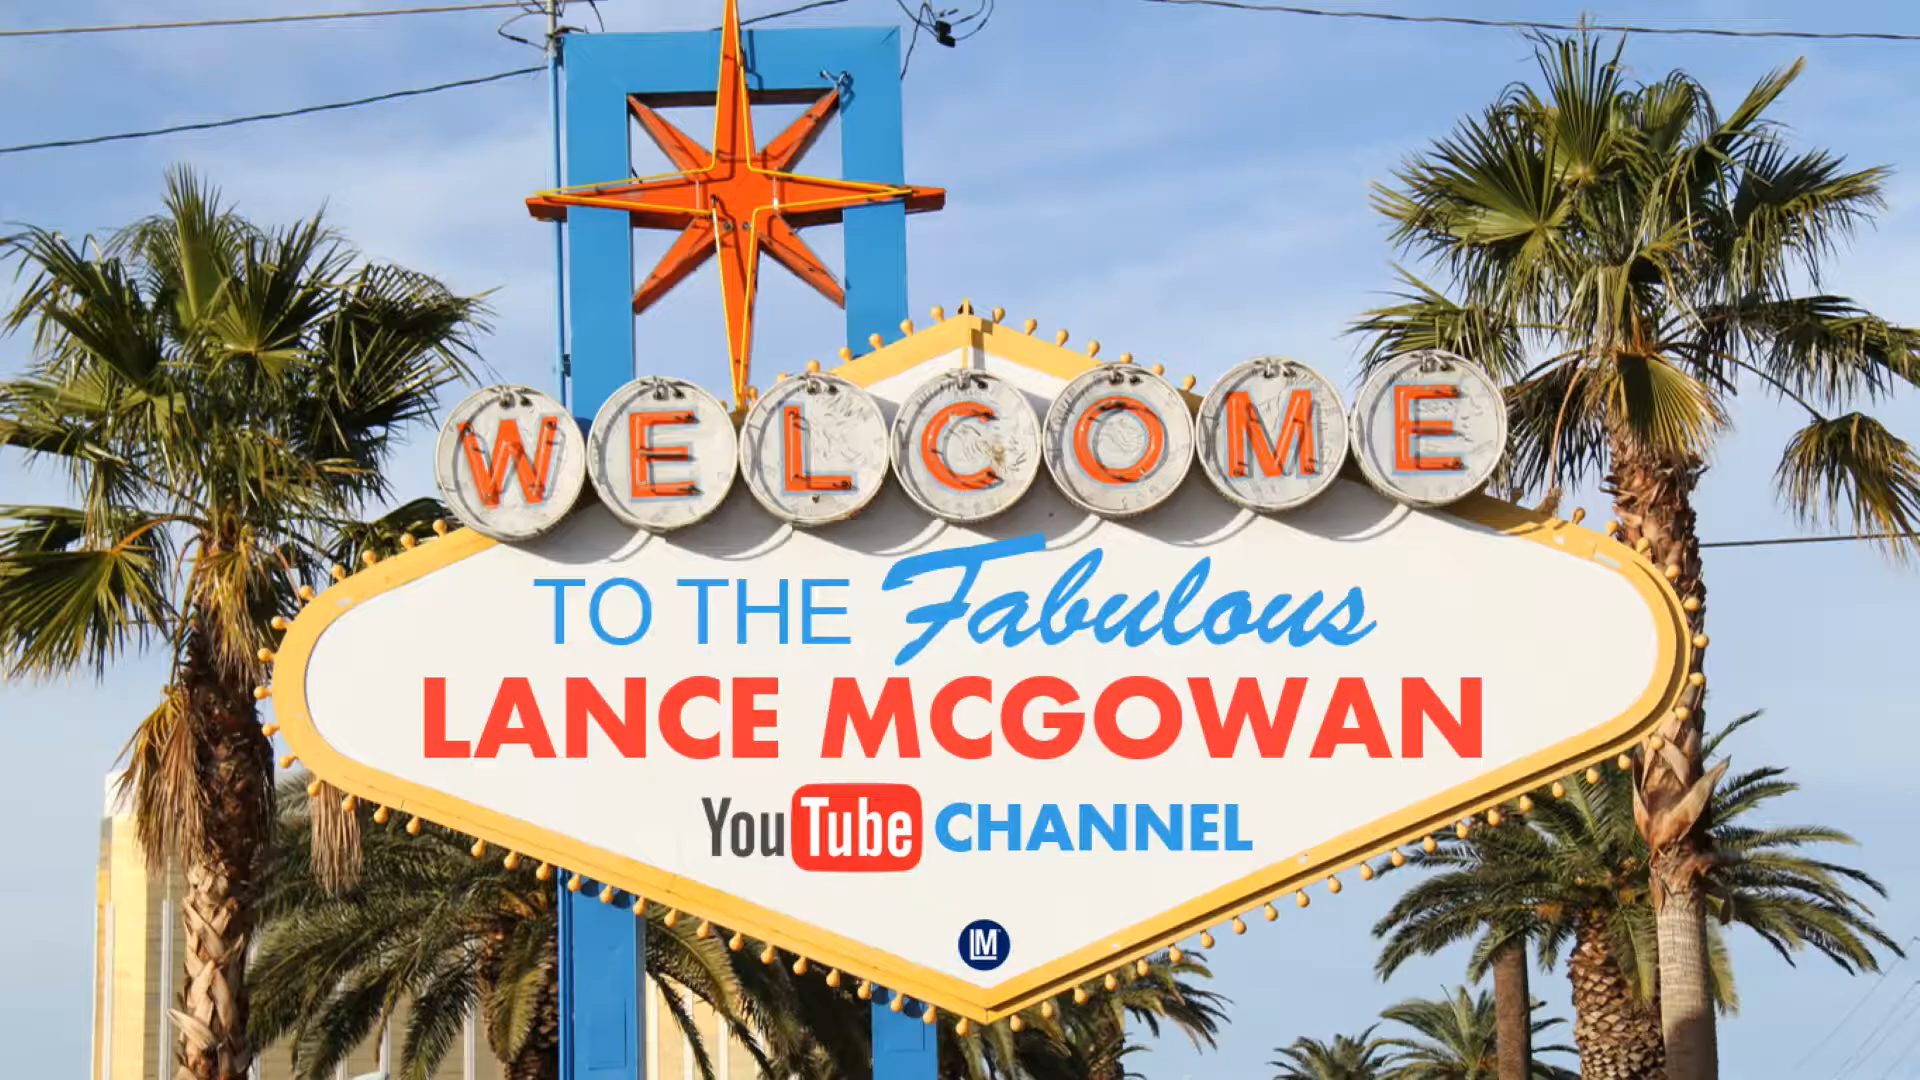 WELCOME
TO THE Fabulous
LANCE MCGOWAN
YouTube CHANNEL
LM